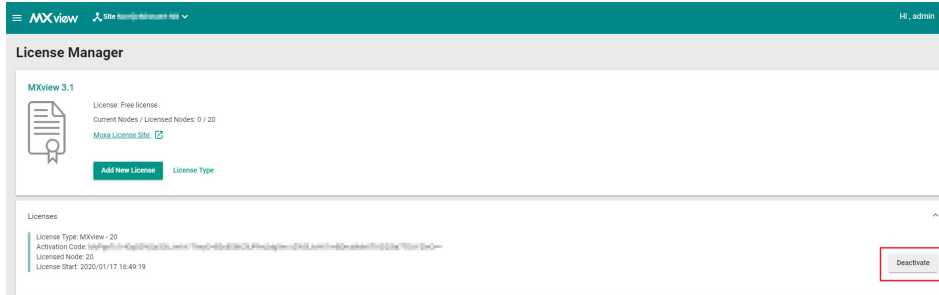 MXview Site
Hi , admin
License Manager
MXview 3.1
License: Free license
Current Nodes / Licensed Nodes: 0 / 20
Moxa License Site
Add New License License Type
Licenses
License Type: MXview - 20
Activation Code:
Licensed Node: 20
License Start: 2020/01/17 16:49:19
Deactivate